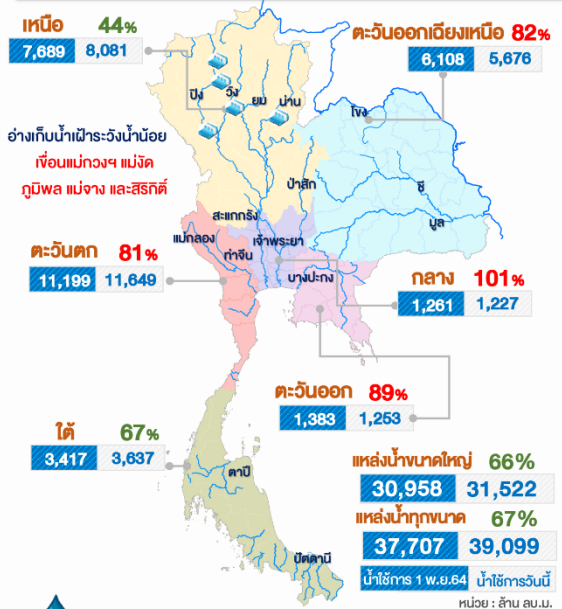 เหนือ 44%
7,689 8,081
ตะวันออกเฉียงเหนือ 82%
6,108 5,676
ปิง วัง ยม น่าน
โขง
อ่างเก็บน้ำเฝ้าระวังน้ำน้อย
เขื่อนแม่กวงฯ แม่งัด
ภูมิพล แม่จาง และสิริกิติ์
ป่าสัก
ชี
มูล
สะแกกรัง
แม่กลอง เจ้าพระยา
ท่าจีน
บางปะกง
ตะวันตก 81%
11,199 11,649
กลาง 101%
1,261 1,227
ตะวันออก 89%
1,383 1,253
ใต้ 67%
3,417 3,637
ตาปี
ปัตตานี
แหล่งน้ำขนาดใหญ่ 66%
30,958 31,522
แหล่งน้ำทุกขนาด 67%
37,707 39,099
น้ำใช้การ 1 พ.ย.64 น้ำใช้การวันนี้
หน่วย : ล้าน ลบ.ม.